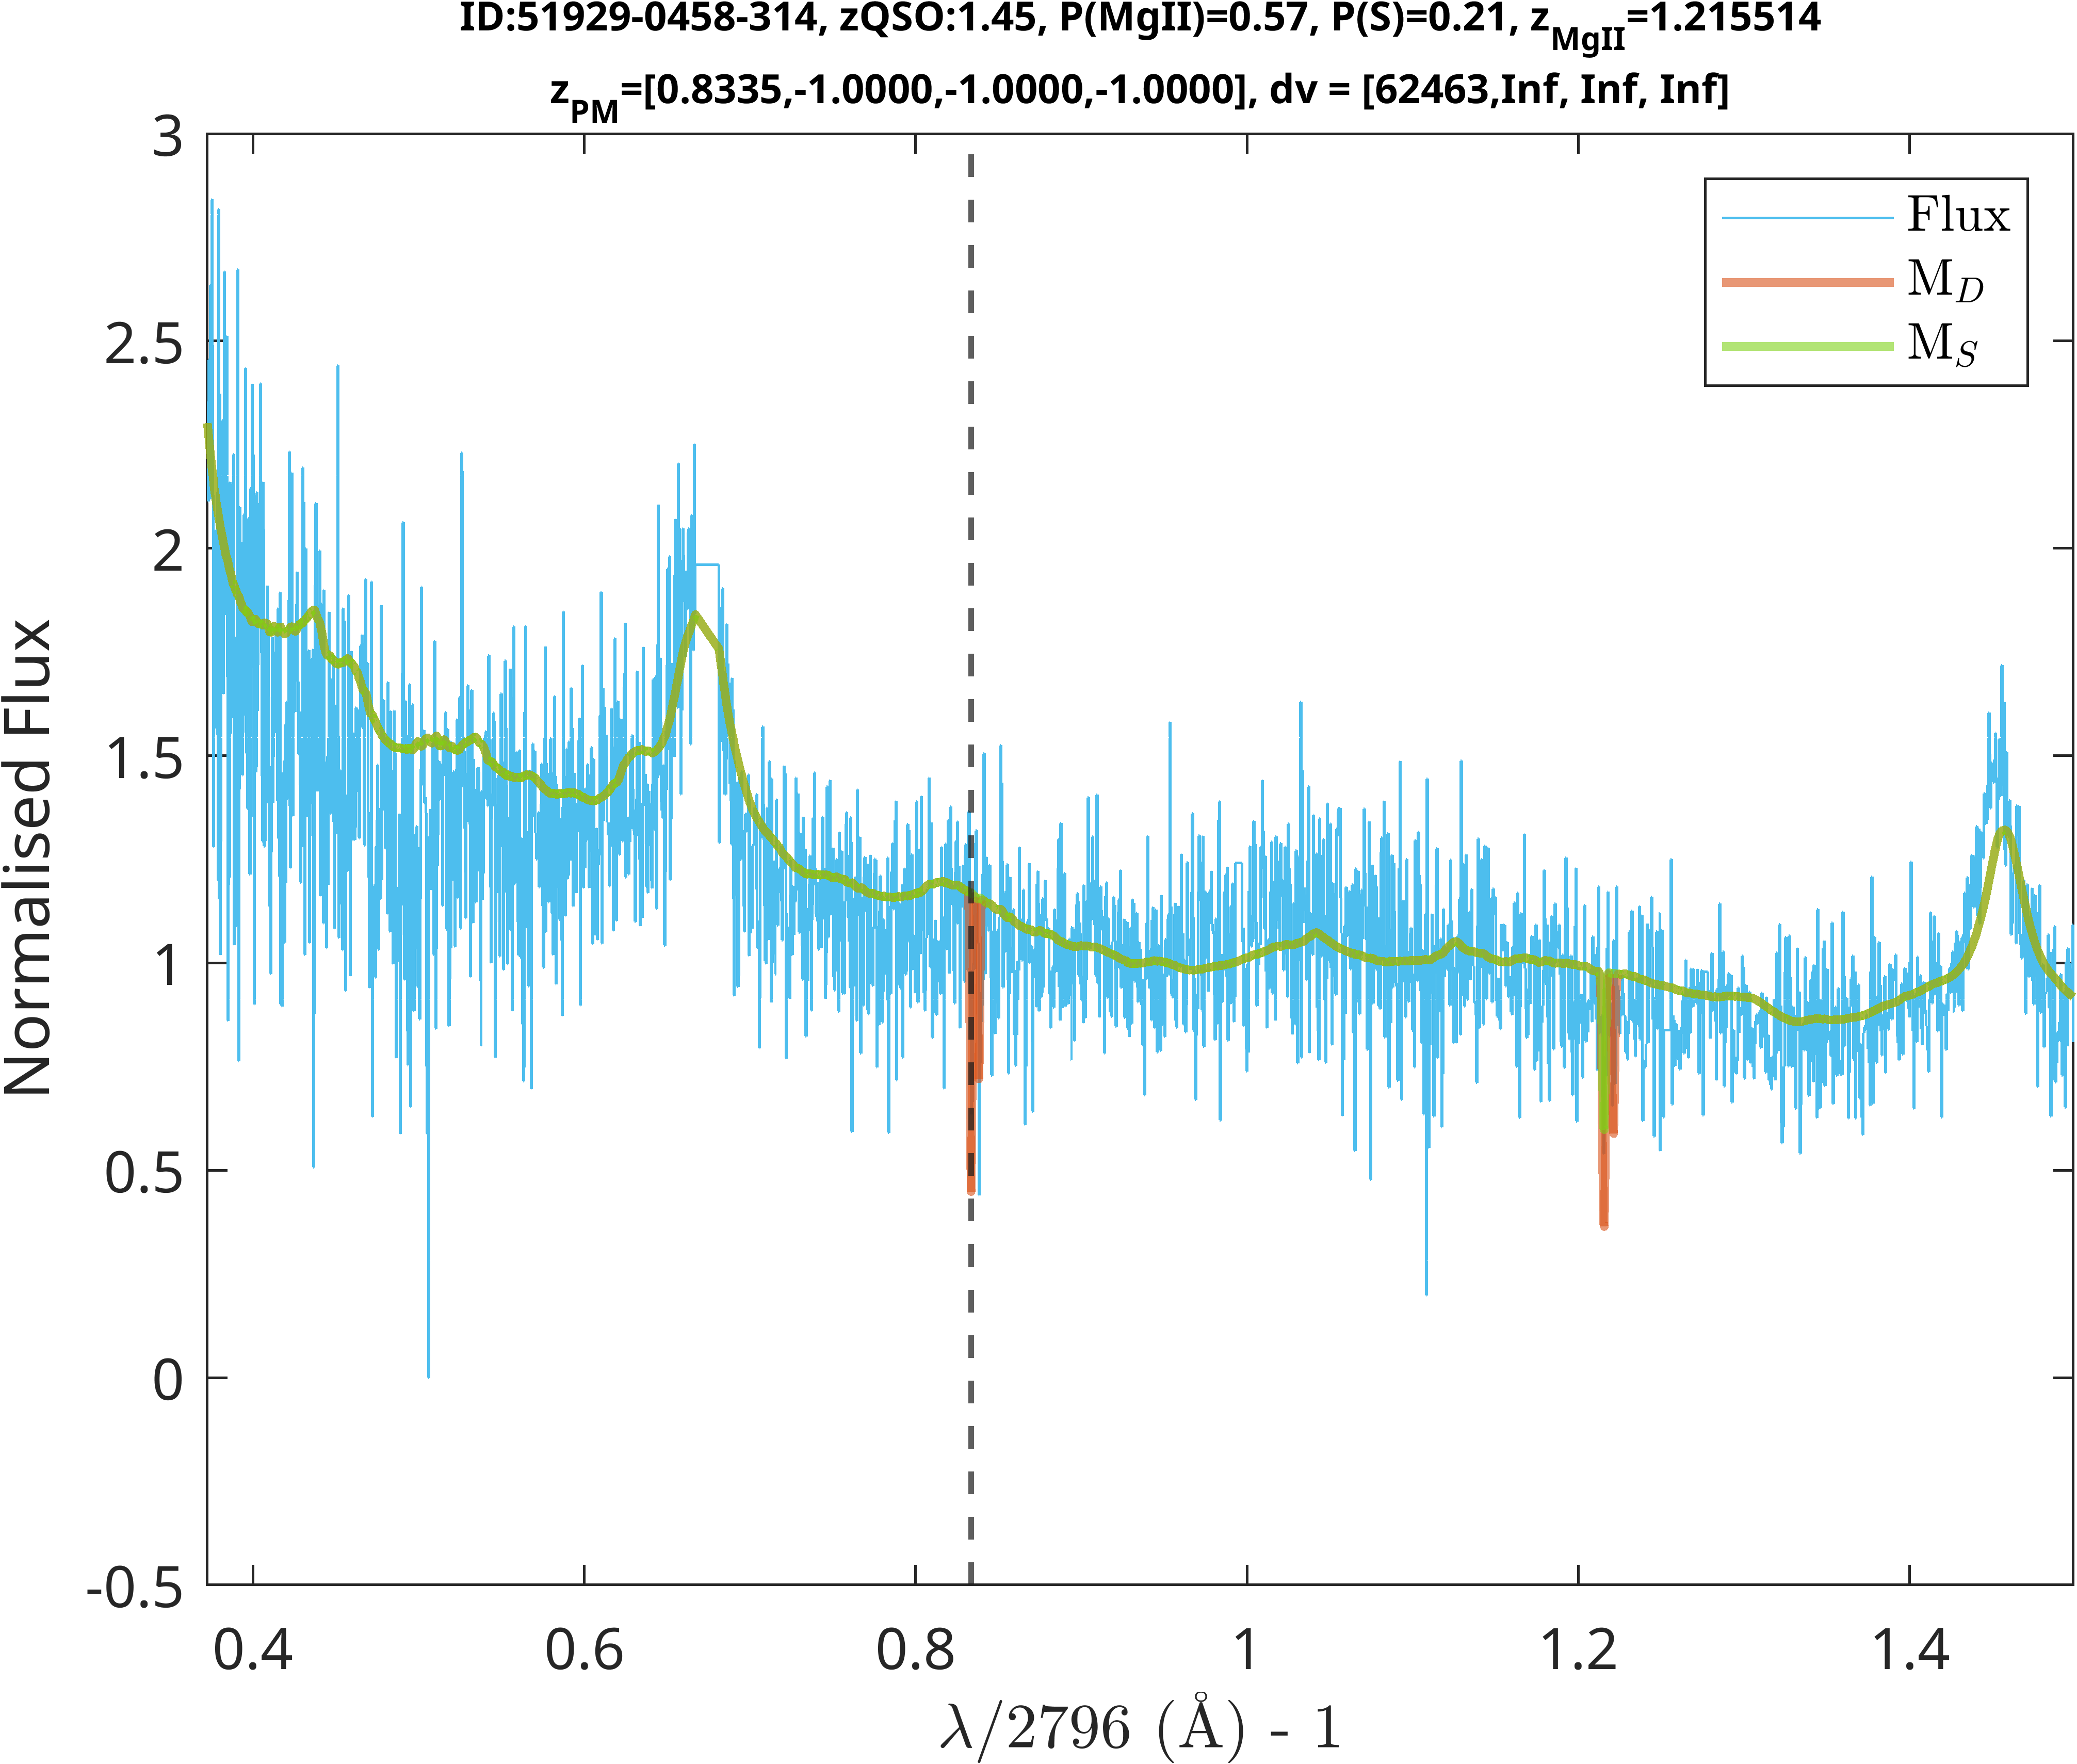 ID:51929-0458-314, zQSO:1.45, P(MgII)=0.57, P(S)=0.21, zMgII=1.215514
zPM=[0.8335,-1.0000,-1.0000,-1.0000], dv = [62463,Inf, Inf, Inf]
3
2.5
2
1.5
1
0.5
0
-0.5
Normalised Flux
Flux
MD
MS
0.4 0.6 0.8 1 1.2 1.4
λ/2796 (Å) - 1